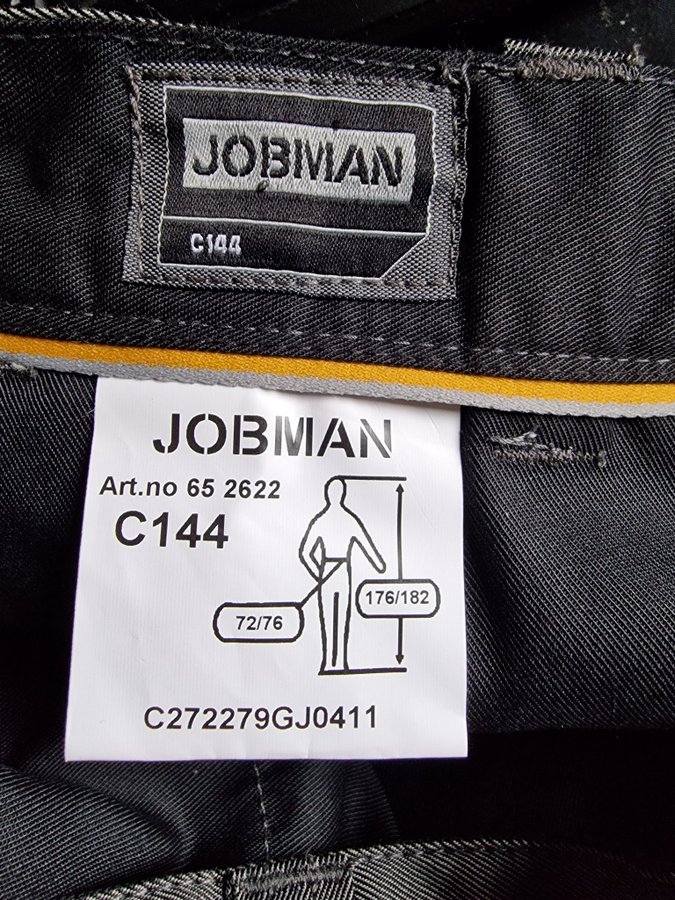 JOBMAN
C144
JOBMAN
Art.no 65 2622
C144
176/182
72/76
C272279GJ0411